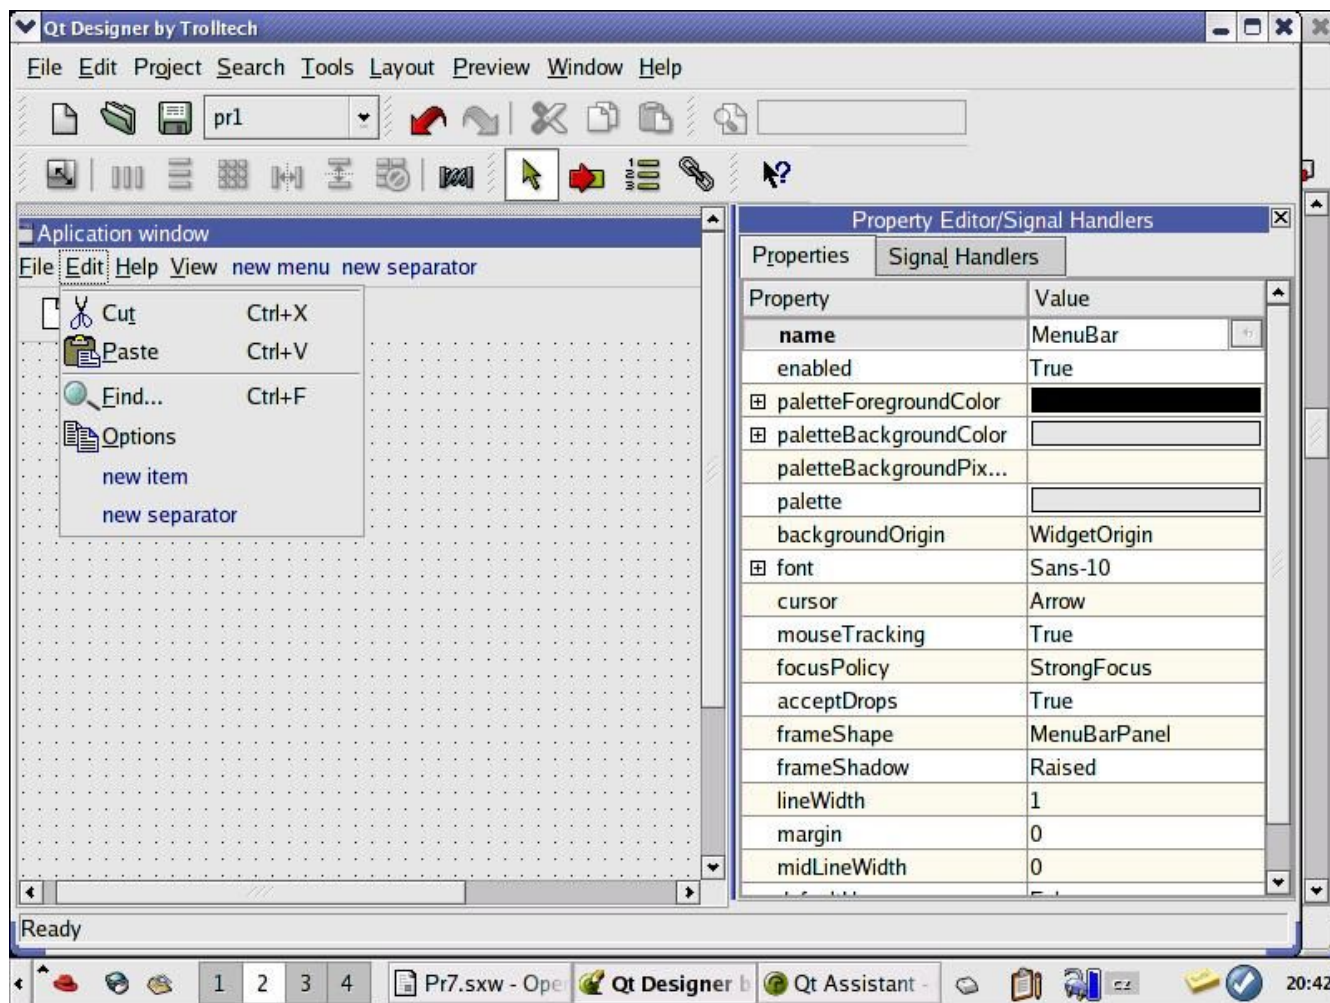 Qt Designer by Trolltech
File Edit Project Search Tools Layout Preview Window Help
pr1
Aplication window
File Edit Help View new menu new separator
Cut Ctrl+X
Paste Ctrl+V
Find... Ctrl+F
Options
new item
new separator
Property Editor/Signal Handlers
Properties Signal Handlers
Property Value
name MenuBar
enabled True
paletteForegroundColor
paletteBackgroundColor
paletteBackgroundPix...
palette
backgroundOrigin WidgetOrigin
font Sans-10
cursor Arrow
mouseTracking True
focusPolicy StrongFocus
acceptDrops True
frameShape MenuBarPanel
frameShadow Raised
lineWidth 1
margin 0
midLineWidth 0
Ready
1 2 3 4 Pr7.sxw - Ope Qt Designer b Qt Assistant - cz 20:42